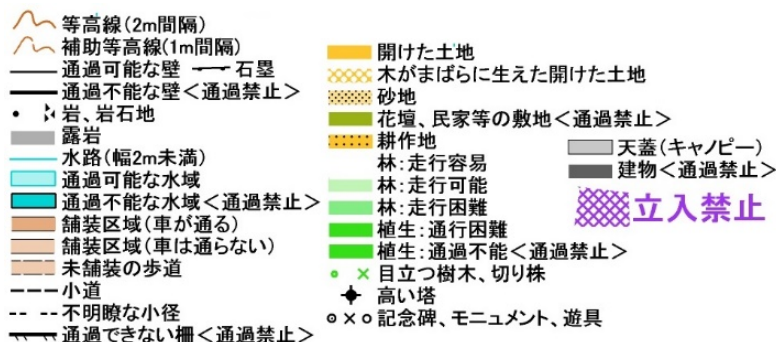 等高線(2m間隔)
補助等高線(1m間隔)
通過可能な壁 石塁
通過不能な壁<通過禁止>
岩、岩石地
露岩
水路(幅2m未満)
通過可能な水域
通過不能な水域<通過禁止>
舗装区域(車が通る)
舗装区域(車は通らない)
未舗装の歩道
小道
不明瞭な小径
通過できない柵<通過禁止>
開けた土地
木がまばらに生えた開けた土地
砂地
花壇、民家等の敷地<通過禁止>
耕作地
林:走行容易
林:走行可能
林:走行困難
植生:通行困難
植生:通過不能<通過禁止>
目立つ樹木、切り株
高い塔
記念碑、モニュメント、遊具
天蓋(キャノピー)
建物<通過禁止>
立入禁止